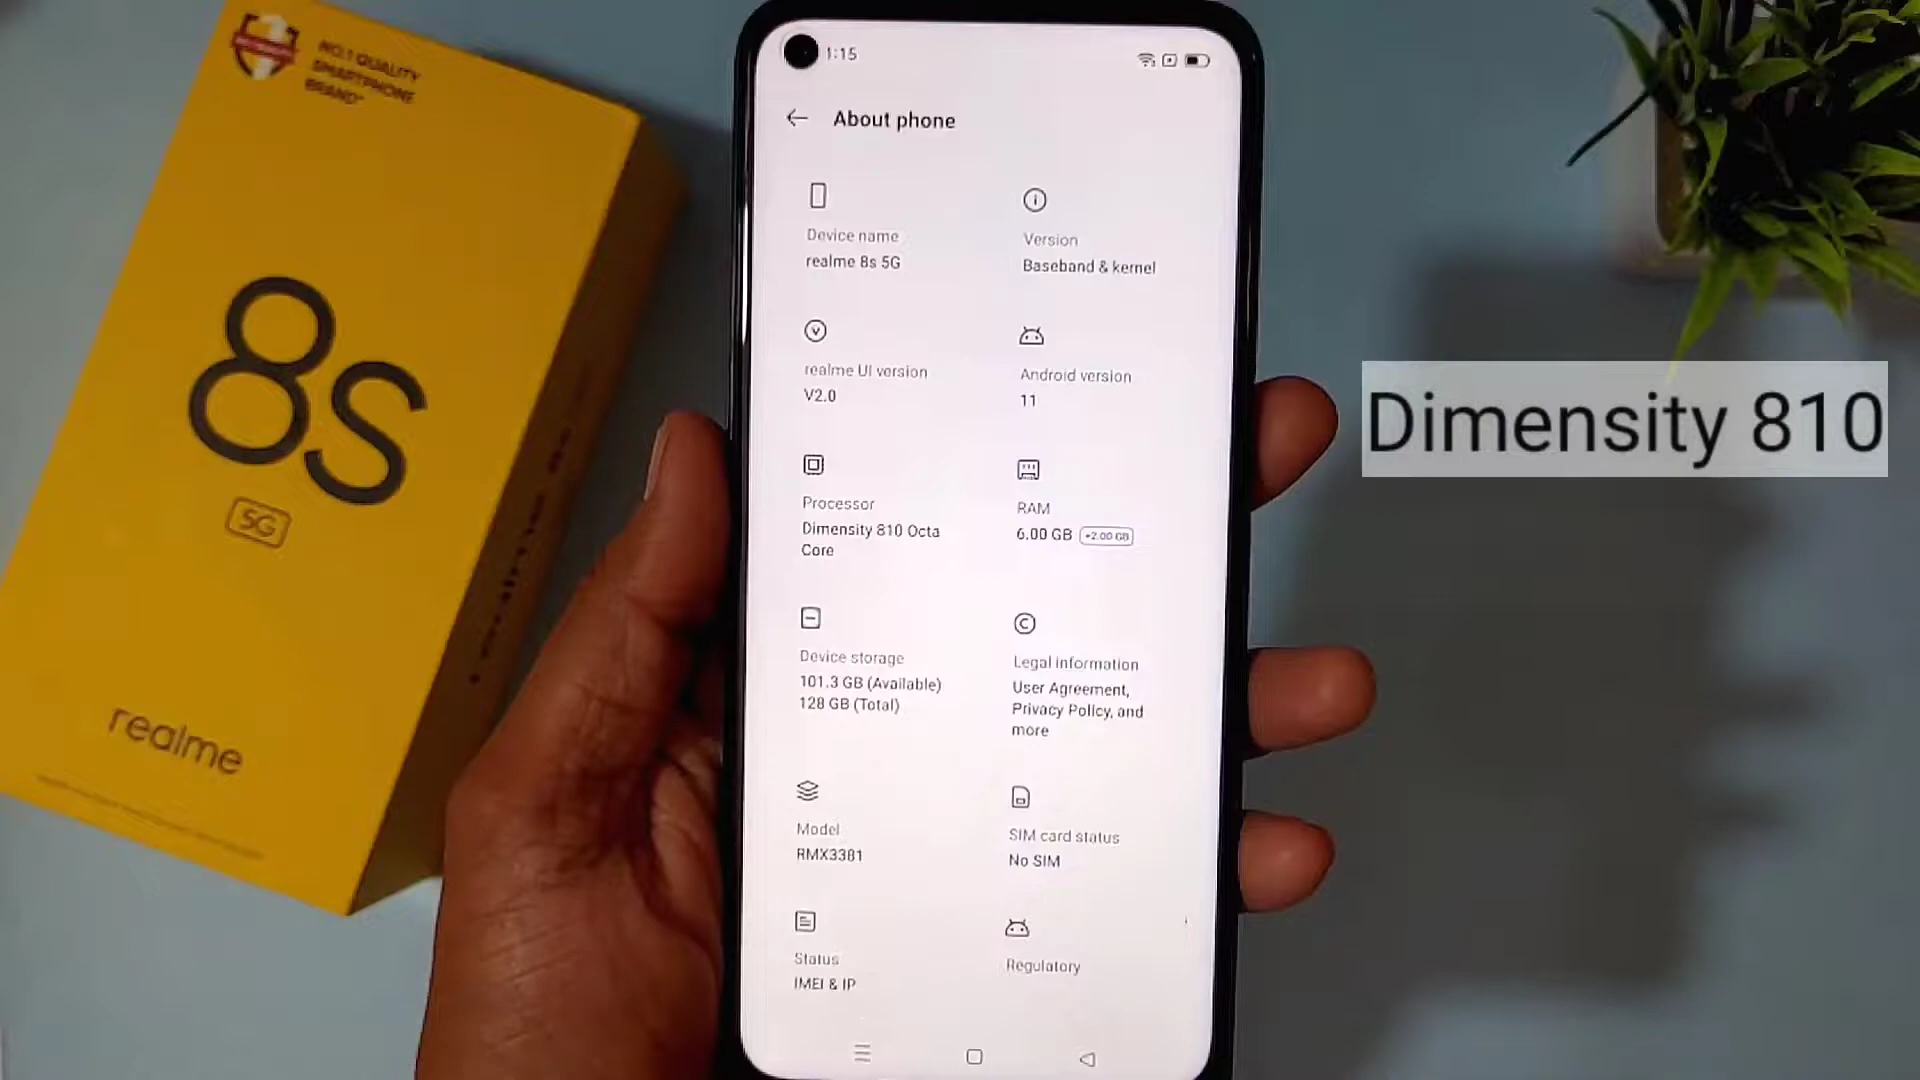 NO.1 QUALITY
SMARTPHONE
BRAND
8s
5G
realme
realme 8s
1:15
About phone
Device name
realme 8s 5G
Version
Baseband & kernel
realme UI version
V2.0
Android version
11
Processor
Dimensity 810 Octa
Core
RAM
6.00 GB +2.00 GB
Device storage
101.3 GB (Available)
128 GB (Total)
Legal information
User Agreement,
Privacy Policy, and
more
Model
RMX3381
SIM card status
No SIM
Status
IMEI & IP
Regulatory
Dimensity 810